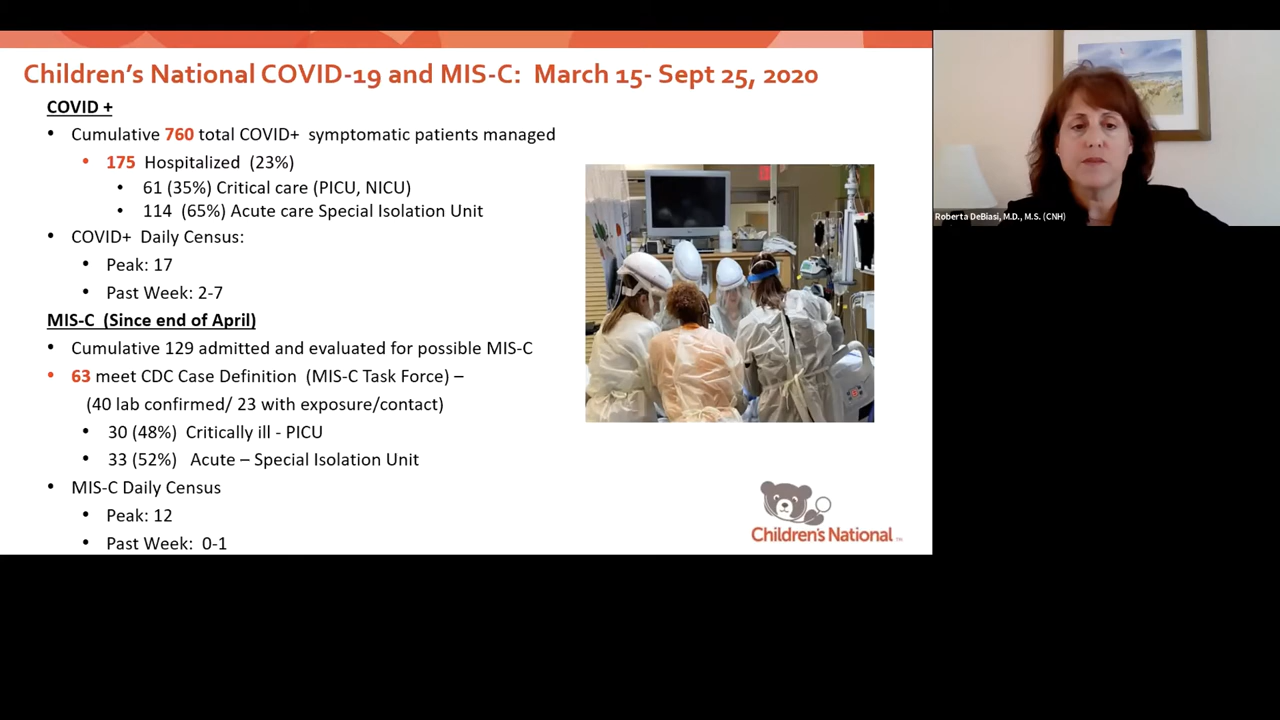 Children's National COVID-19 and MIS-C: March 15- Sept 25, 2020
COVID +
• Cumulative 760 total COVID+ symptomatic patients managed
• 175 Hospitalized (23%)
• 61 (35%) Critical care (PICU, NICU)
• 114 (65%) Acute care Special Isolation Unit
• COVID+ Daily Census:
• Peak: 17
• Past Week: 2-7
MIS-C (Since end of April)
• Cumulative 129 admitted and evaluated for possible MIS-C
• 63 meet CDC Case Definition (MIS-C Task Force) –
(40 lab confirmed/ 23 with exposure/contact)
• 30 (48%) Critically ill - PICU
• 33 (52%) Acute – Special Isolation Unit
• MIS-C Daily Census
• Peak: 12
• Past Week: 0-1
Children's National
Roberta DeBiasi, M.D., M.S. (CNH)